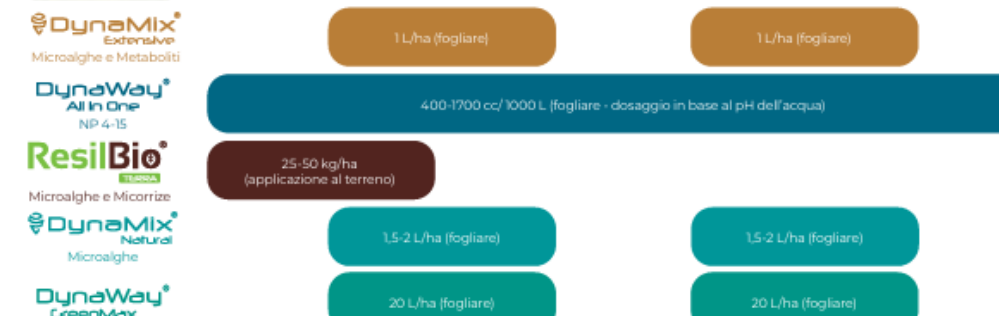 DynaMix®
Extensive
Microalghe e Metaboliti
1 L/ha (fogliare)
1 L/ha (fogliare)
DynaWay®
All In One
NP 4-15
400-1700 cc/ 1000 L (fogliare - dosaggio in base al pH dell'acqua)
ResilBio®
TERRA
Microalghe e Micorrize
25-50 kg/ha
(applicazione al terreno)
DynaMix®
Natural
Microalghe
1,5-2 L/ha (fogliare)
1,5-2 L/ha (fogliare)
DynaWay®
GreenMax
20 L/ha (fogliare)
20 L/ha (fogliare)